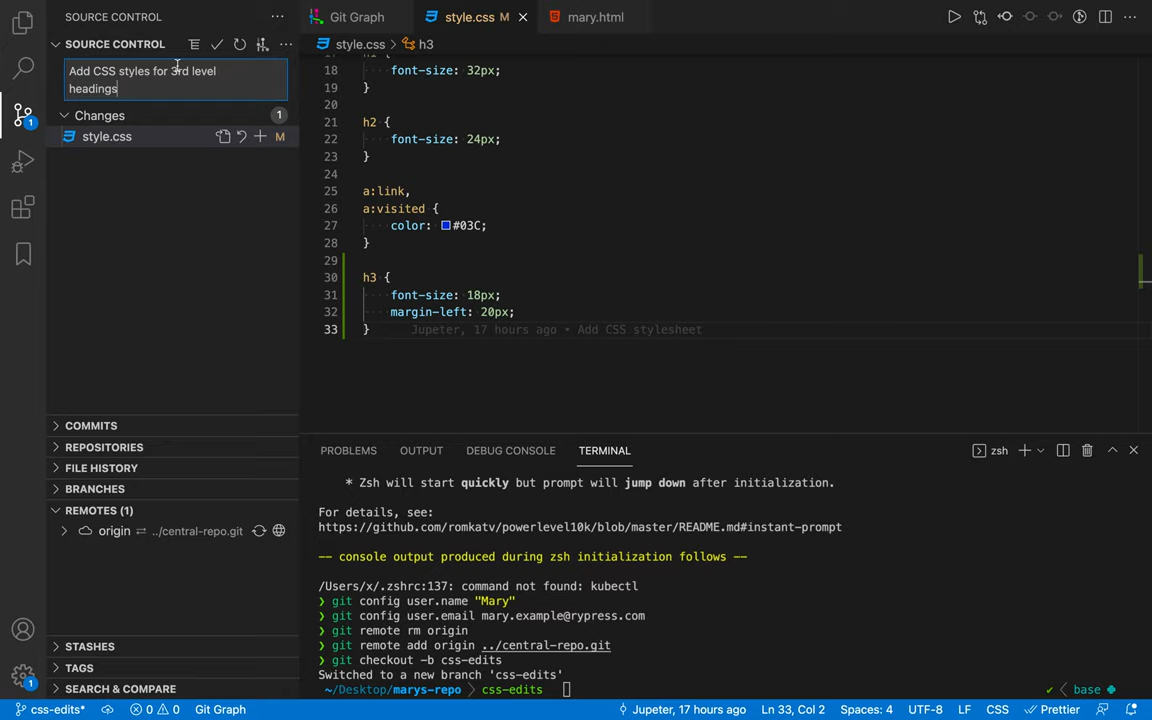 SOURCE CONTROL
Git Graph
style.css M
mary.html
SOURCE CONTROL
style.css > h3
Add CSS styles for 3rd level
headings
Changes 1
style.css M
1
17 h1 {
18 font-size: 32px;
19 }
20
21 h2 {
22 font-size: 24px;
23 }
24
25 a:link,
26 a:visited {
27 color: #03C;
28 }
29
30 h3 {
31 font-size: 18px;
32 margin-left: 20px;
33 } Jupeter, 17 hours ago • Add CSS stylesheet
COMMITS
REPOSITORIES
FILE HISTORY
BRANCHES
REMOTES (1)
origin ../central-repo.git
STASHES
TAGS
SEARCH & COMPARE
1
PROBLEMS OUTPUT DEBUG CONSOLE TERMINAL zsh
* Zsh will start quickly but prompt will jump down after initialization.
For details, see:
https://github.com/romkatv/powerlevel10k/blob/master/README.md#instant-prompt
-- console output produced during zsh initialization follows --
/Users/x/.zshrc:137: command not found: kubectl
❯ git config user.name "Mary"
❯ git config user.email mary.example@rypress.com
❯ git remote rm origin
❯ git remote add origin ../central-repo.git
❯ git checkout -b css-edits
Switched to a new branch 'css-edits'
~/Desktop/marys-repo css-edits ✔ base
css-edits* 0 0 Git Graph Jupeter, 17 hours ago Ln 33, Col 2 Spaces: 4 UTF-8 LF CSS Prettier